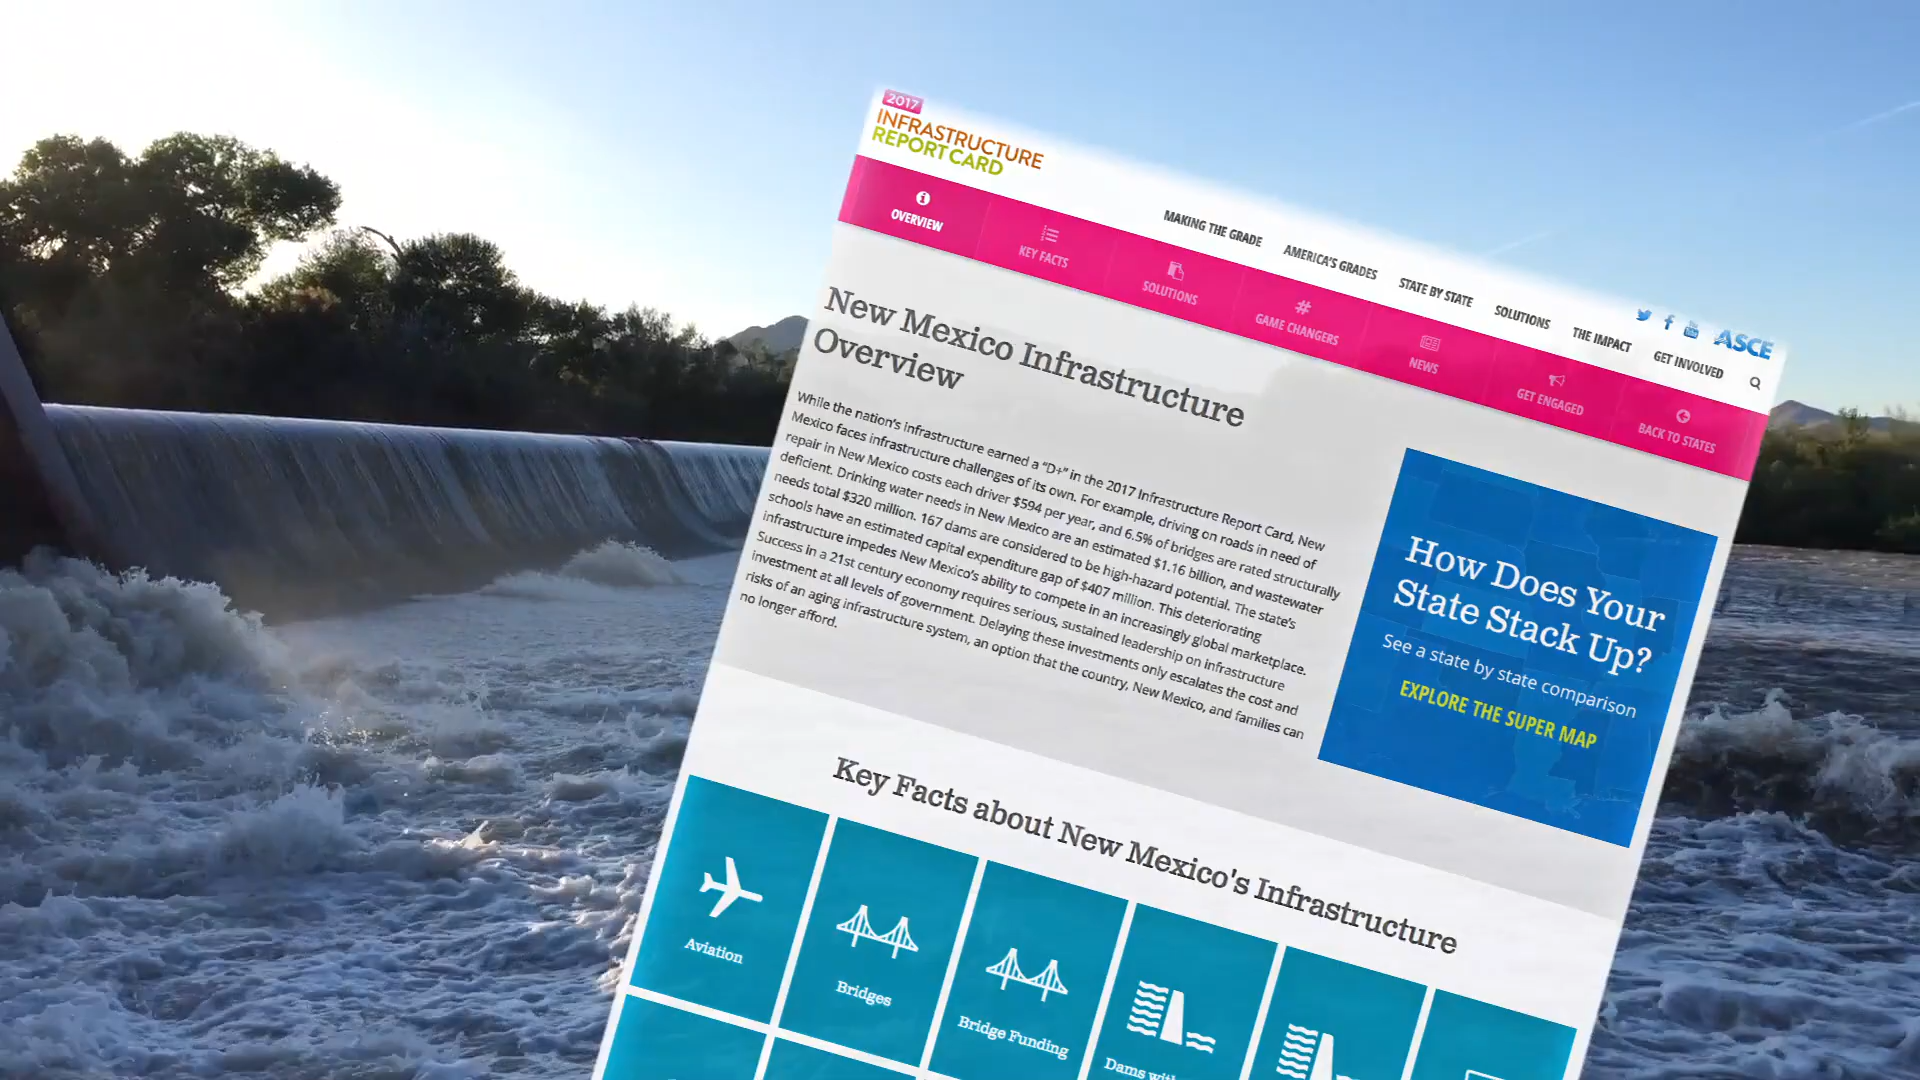 2017
INFRASTRUCTURE
REPORT CARD
MAKING THE GRADE
AMERICA'S GRADES
STATE BY STATE
SOLUTIONS
THE IMPACT
GET INVOLVED
ASCE
OVERVIEW
KEY FACTS
SOLUTIONS
GAME CHANGERS
NEWS
GET ENGAGED
BACK TO STATES
New Mexico Infrastructure
Overview
While the nation's infrastructure earned a "D+" in the 2017 Infrastructure Report Card, New
Mexico faces infrastructure challenges of its own. For example, driving on roads in need of
repair in New Mexico costs each driver $594 per year, and 6.5% of bridges are rated structurally
deficient. Drinking water needs in New Mexico are an estimated $1.16 billion, and wastewater
needs total $320 million. 167 dams are considered to be high-hazard potential. The state's
schools have an estimated capital expenditure gap of $407 million. This deteriorating
infrastructure impedes New Mexico's ability to compete in an increasingly global marketplace.
Success in a 21st century economy requires serious, sustained leadership on infrastructure
investment at all levels of government. Delaying these investments only escalates the cost and
risks of an aging infrastructure system, an option that the country, New Mexico, and families can
no longer afford.
How Does Your
State Stack Up?
See a state by state comparison
EXPLORE THE SUPER MAP
Key Facts about New Mexico's Infrastructure
Aviation
Bridges
Bridge Funding
Dams